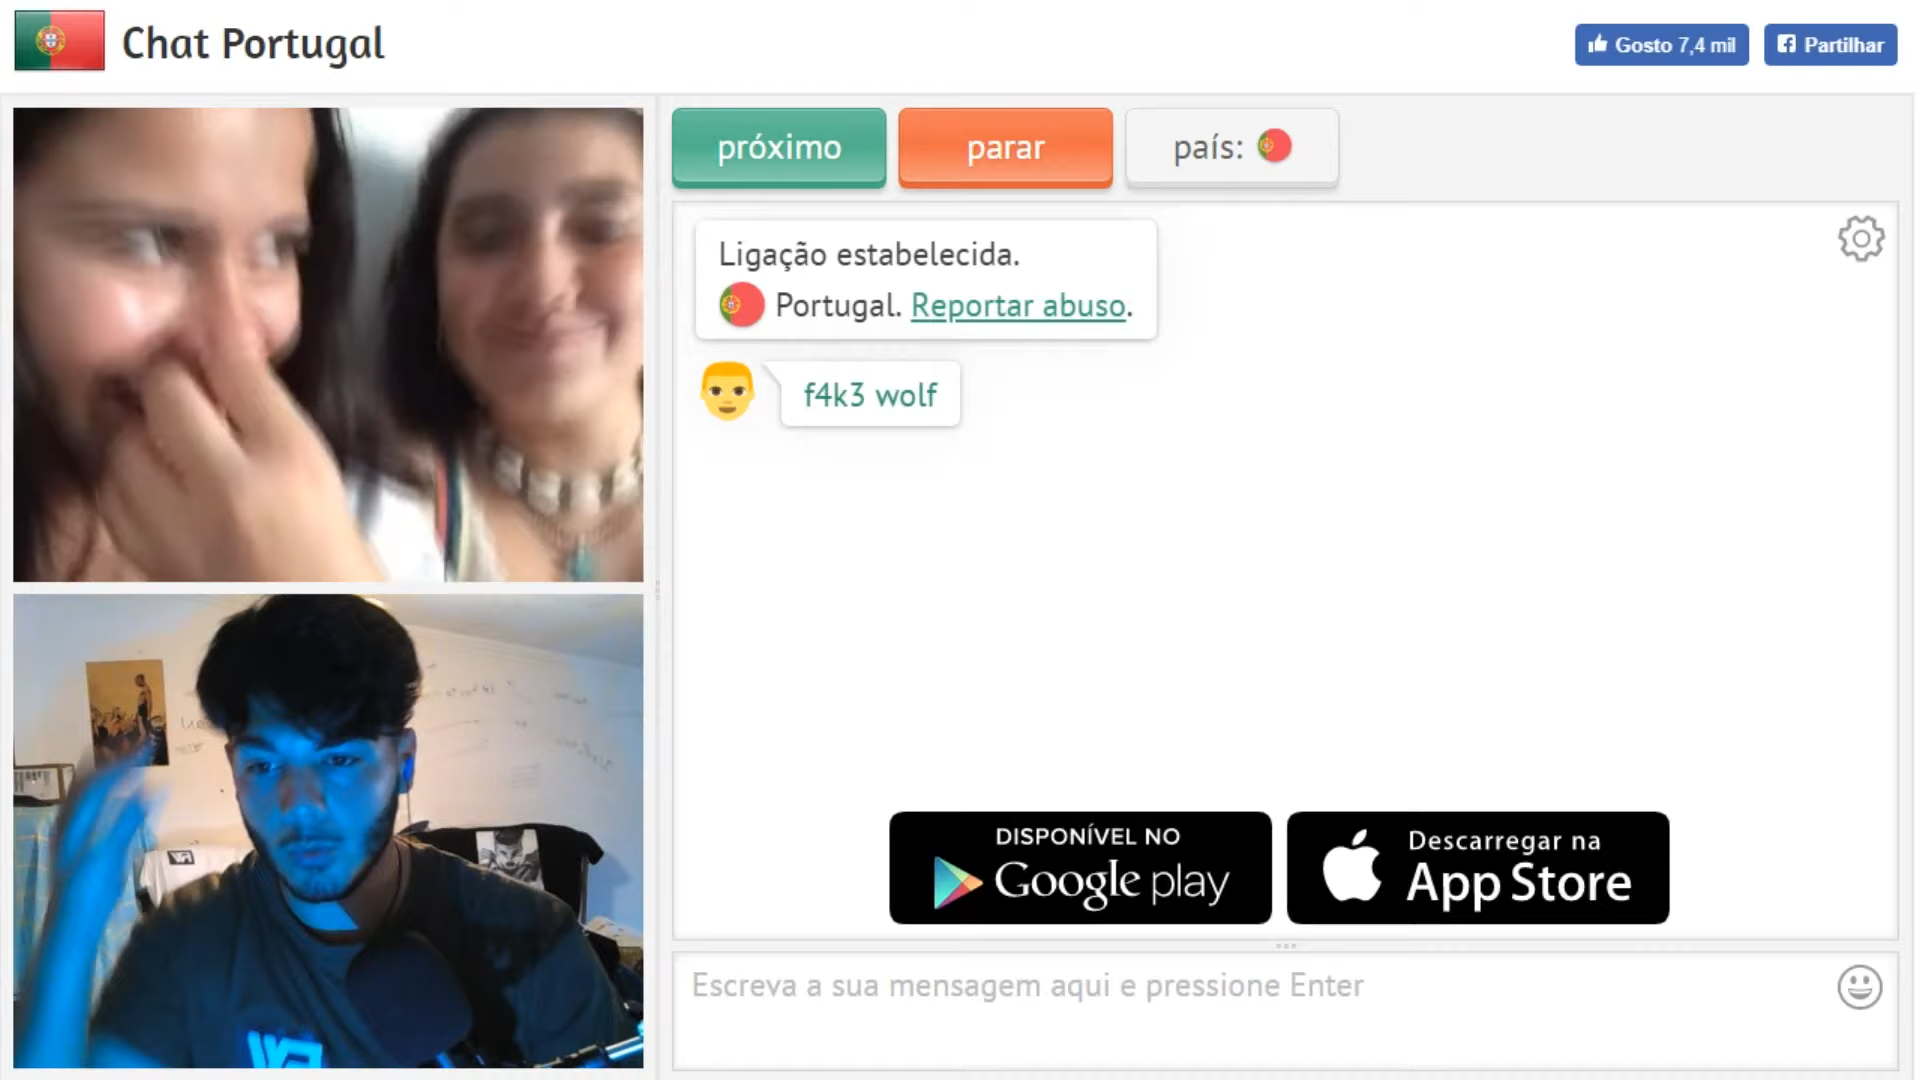 Chat Portugal
Gosto 7,4 mil
Partilhar
próximo
parar
país:
Ligação estabelecida.
Portugal. Reportar abuso.
f4k3 wolf
DISPONÍVEL NO
Google play
Descarregar na
App Store
Escreva a sua mensagem aqui e pressione Enter